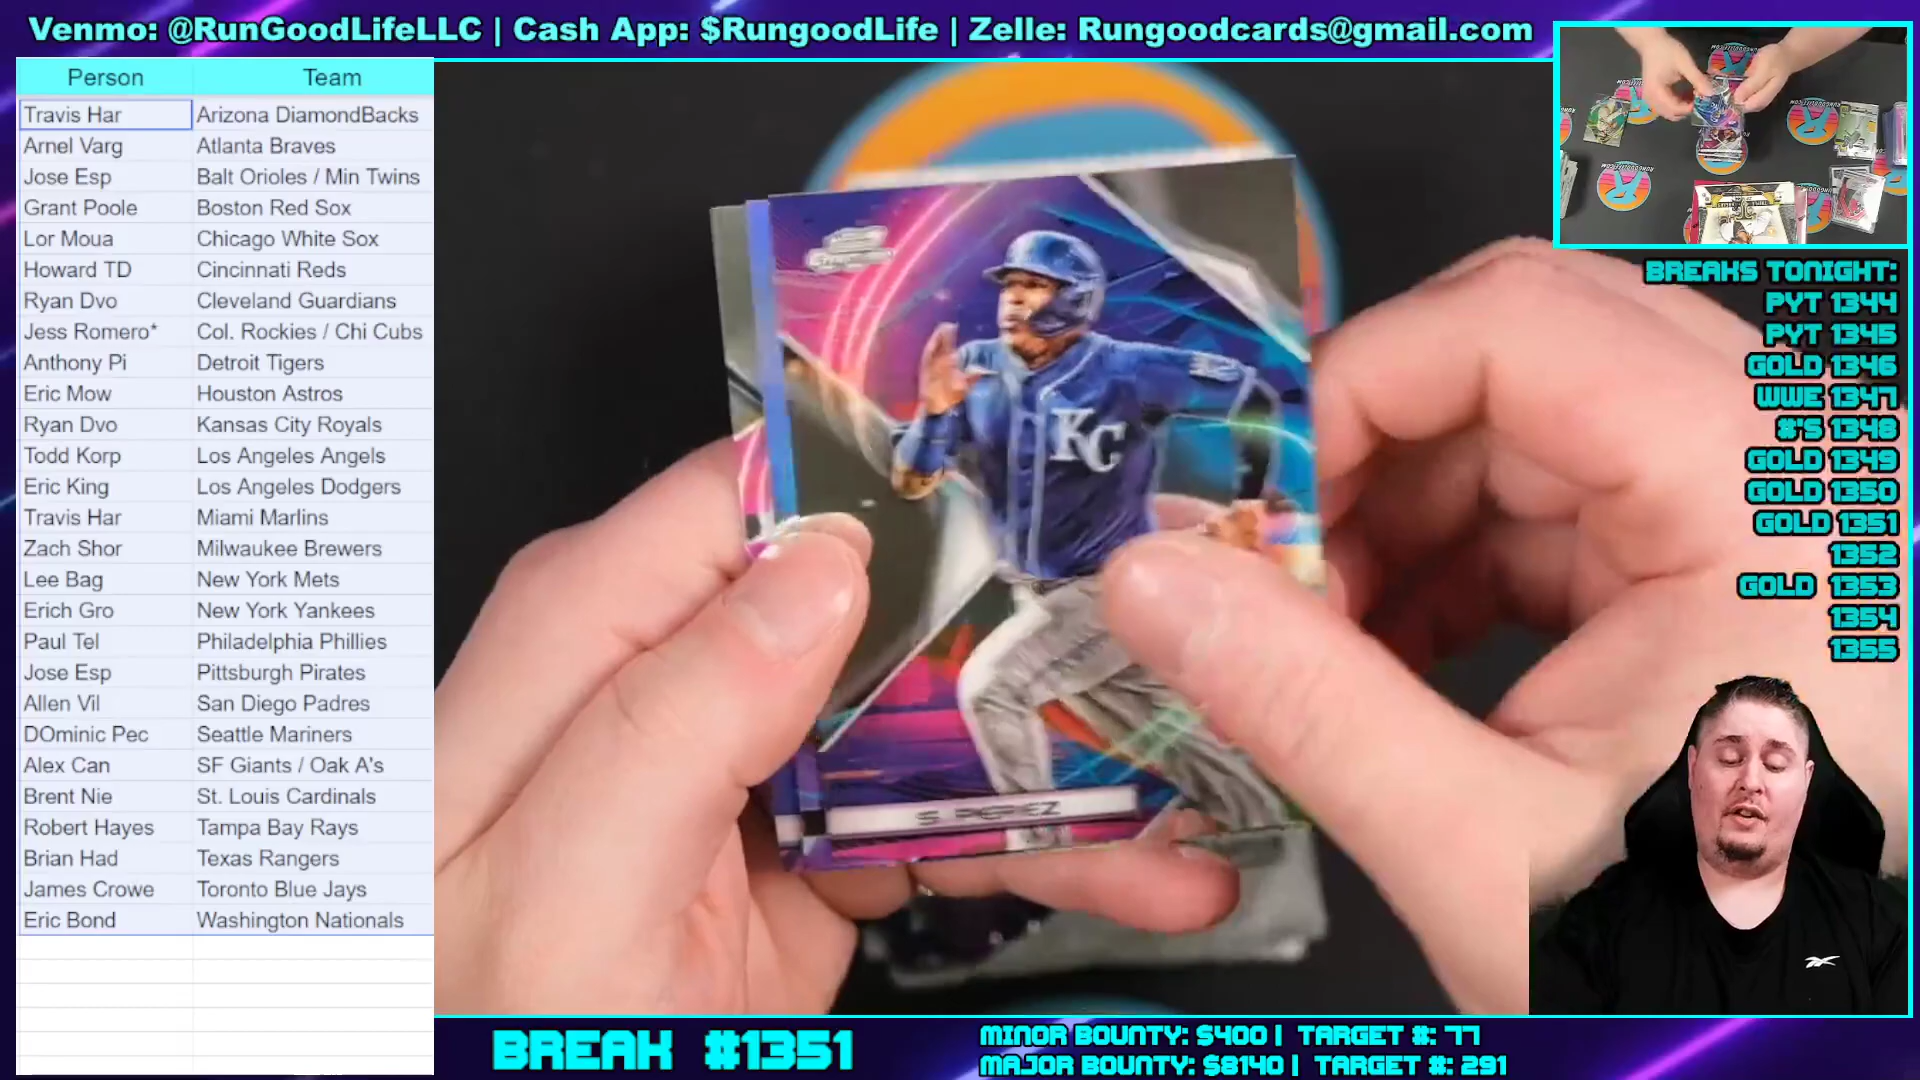 Venmo: @RunGoodLifeLLC | Cash App: $RungoodLife | Zelle: Rungoodcards@gmail.com
Person Team
Travis Har Arizona DiamondBacks
Arnel Varg Atlanta Braves
Jose Esp Balt Orioles / Min Twins
Grant Poole Boston Red Sox
Lor Moua Chicago White Sox
Howard TD Cincinnati Reds
Ryan Dvo Cleveland Guardians
Jess Romero* Col. Rockies / Chi Cubs
Anthony Pi Detroit Tigers
Eric Mow Houston Astros
Ryan Dvo Kansas City Royals
Todd Korp Los Angeles Angels
Eric King Los Angeles Dodgers
Travis Har Miami Marlins
Zach Shor Milwaukee Brewers
Lee Bag New York Mets
Erich Gro New York Yankees
Paul Tel Philadelphia Phillies
Jose Esp Pittsburgh Pirates
Allen Vil San Diego Padres
DOminic Pec Seattle Mariners
Alex Can SF Giants / Oak A's
Brent Nie St. Louis Cardinals
Robert Hayes Tampa Bay Rays
Brian Had Texas Rangers
James Crowe Toronto Blue Jays
Eric Bond Washington Nationals
KC
S. PEREZ
BREAKS TONIGHT:
PYT 1344
PYT 1345
GOLD 1346
WWE 1347
#'S 1348
GOLD 1349
GOLD 1350
GOLD 1351
1352
GOLD 1353
1354
1355
BREAK #1351
MINOR BOUNTY: $400 | TARGET #: 77
MAJOR BOUNTY: $8140 | TARGET #: 291